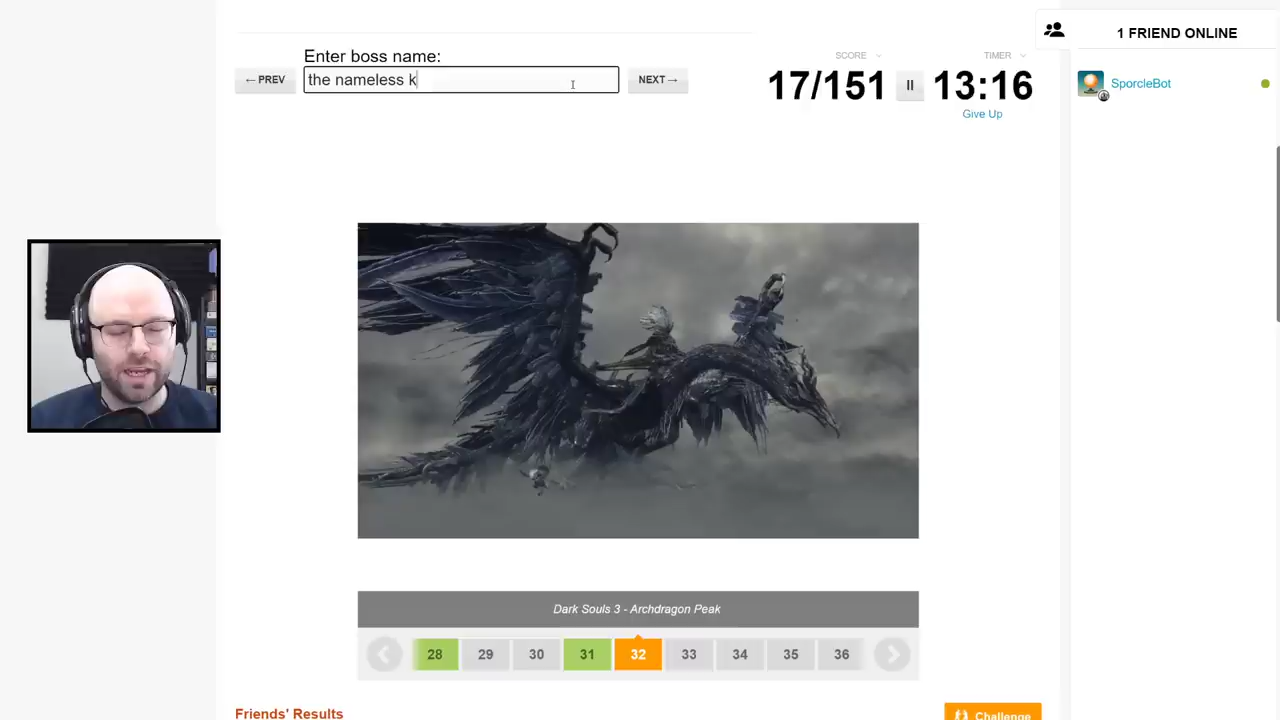 1 FRIEND ONLINE
Enter boss name:
← PREV
the nameless k
NEXT →
SCORE
17/151
TIMER
13:16
Give Up
SporcleBot
Dark Souls 3 - Archdragon Peak
28
29
30
31
32
33
34
35
36
Friends' Results
Challenge